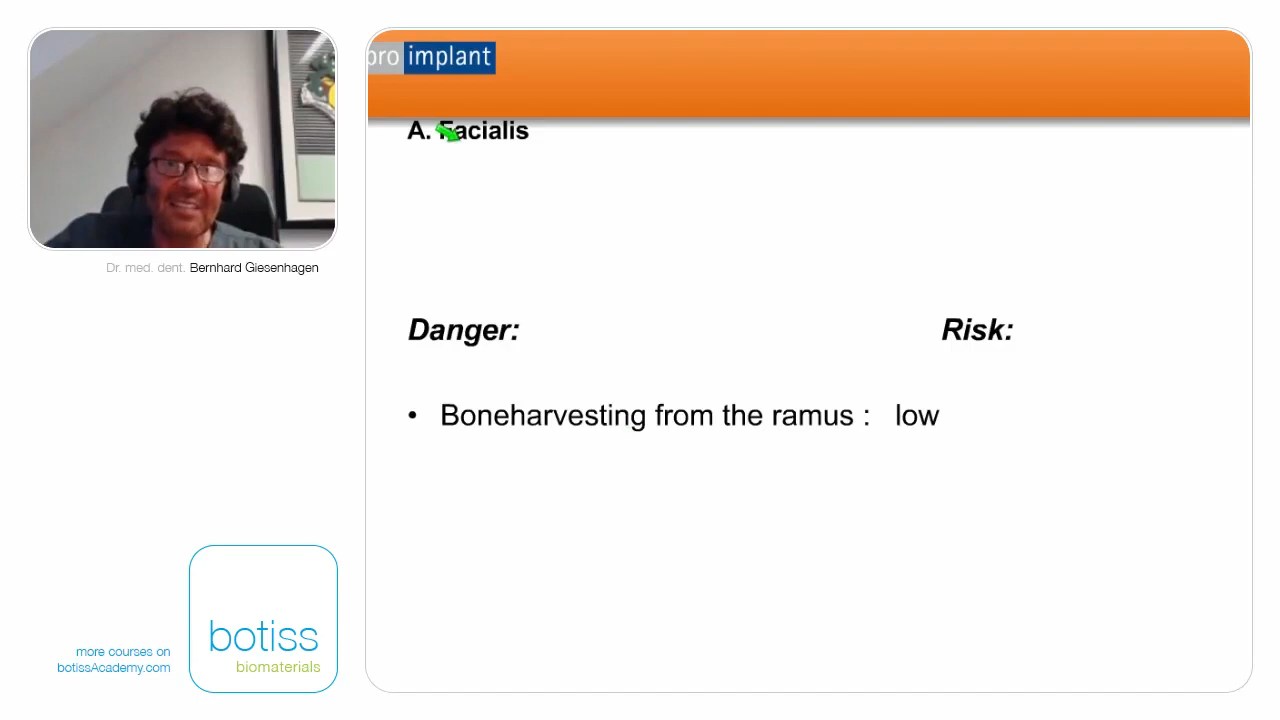 pro implant
A. Facialis
Dr. med. dent. Bernhard Giesenhagen
Danger: Risk:
• Boneharvesting from the ramus : low
botiss
biomaterials
more courses on
botissAcademy.com